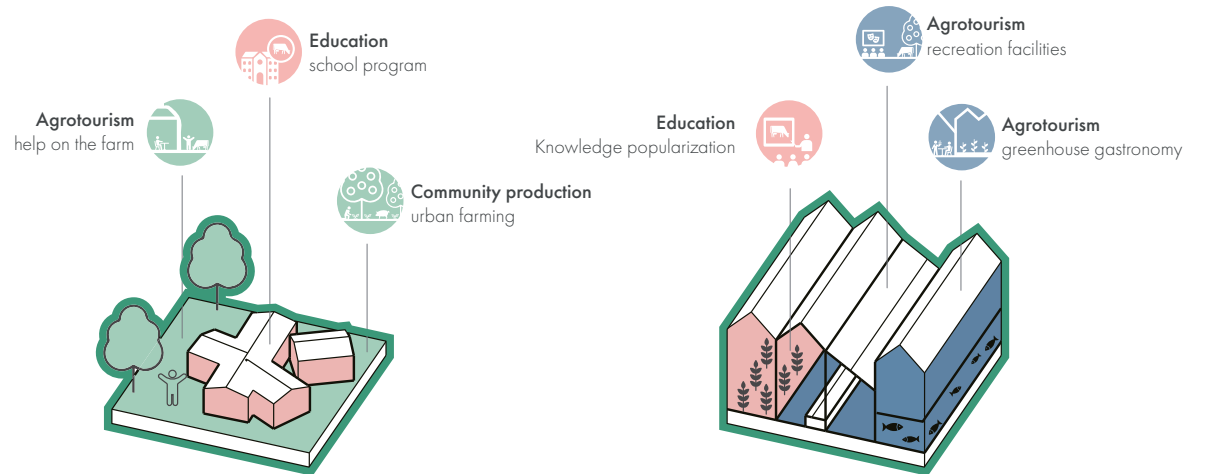 Education
school program
Agrotourism
help on the farm
Community production
urban farming
Agrotourism
recreation facilities
Education
Knowledge popularization
Agrotourism
greenhouse gastronomy